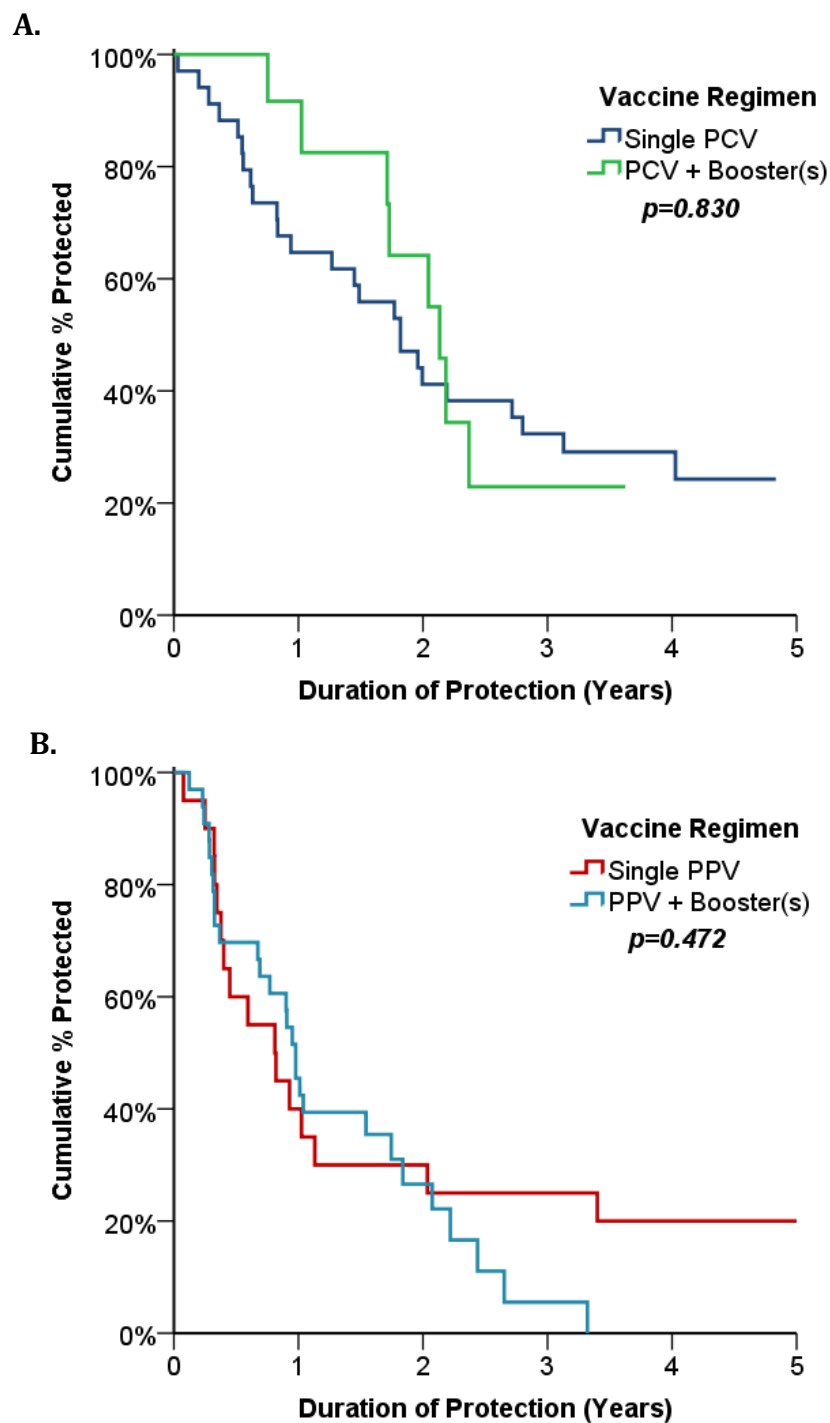 A.
100%
80%
60%
40%
20%
0%
Cumulative % Protected
Vaccine Regimen
Single PCV
PCV + Booster(s)
p=0.830
0 1 2 3 4 5
Duration of Protection (Years)
B.
100%
80%
60%
40%
20%
0%
Cumulative % Protected
Vaccine Regimen
Single PPV
PPV + Booster(s)
p=0.472
0 1 2 3 4 5
Duration of Protection (Years)